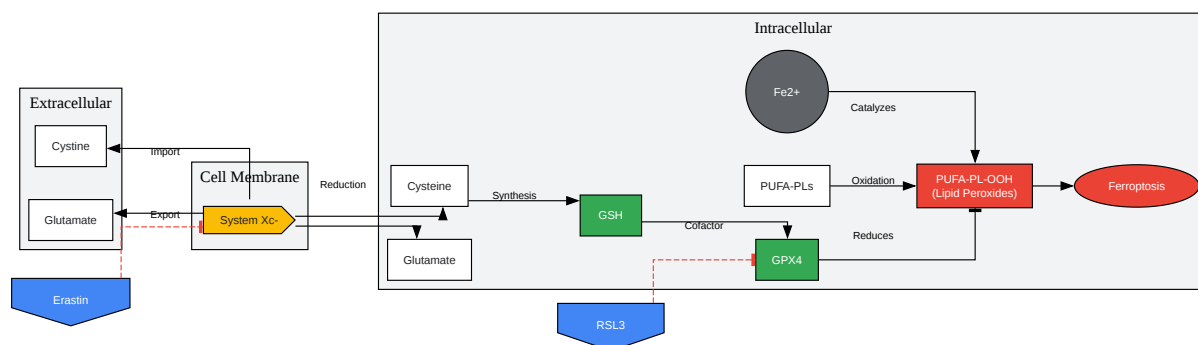 Intracellular
Extracellular
Cystine
Import
Glutamate
Export
Cell Membrane
System Xc-
Erastin
Reduction
Cysteine
Glutamate
Synthesis
GSH
Cofactor
GPX4
RSL3
Fe2+
Catalyzes
PUFA-PLs
Oxidation
PUFA-PL-OOH
(Lipid Peroxides)
Reduces
Ferroptosis